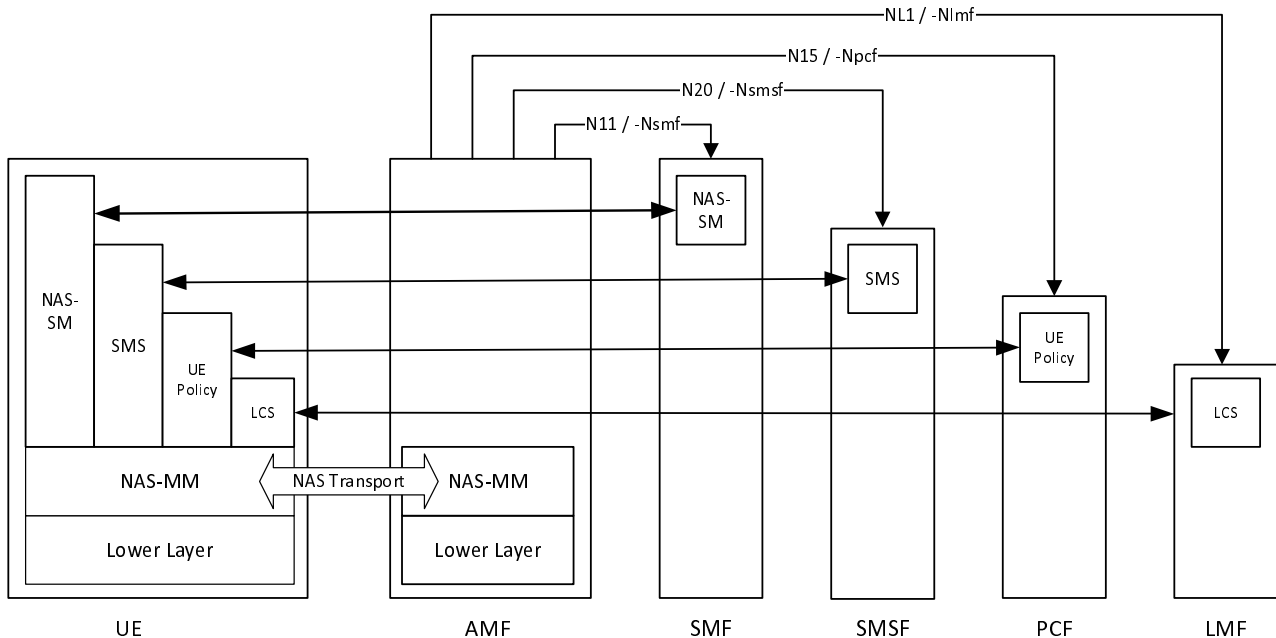 NL1 / -Nlmf
N15 / -Npcf
N20 / -Nsmsf
N11 / -Nsmf
NAS-
SM
SMS
UE
Policy
LCS
NAS-MM
Lower Layer
NAS Transport
NAS-MM
Lower Layer
NAS-
SM
SMS
UE
Policy
LCS
UE
AMF
SMF
SMSF
PCF
LMF